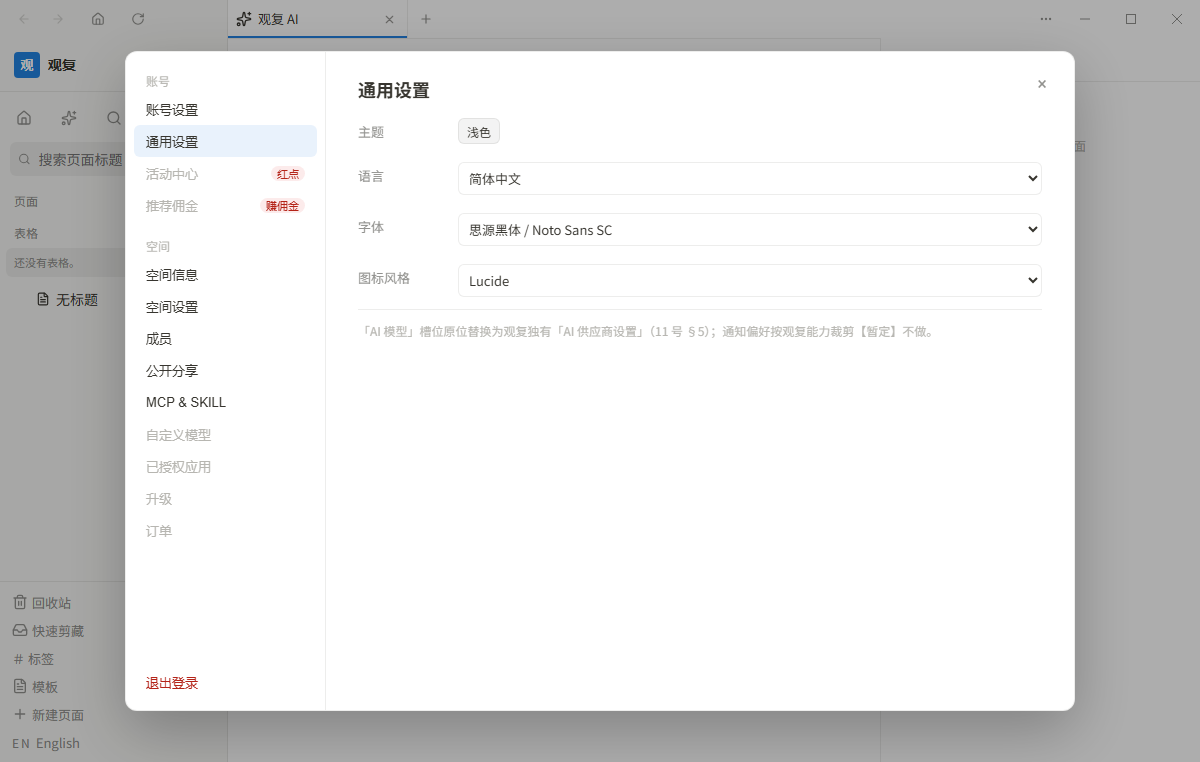 观复 AI
观 观复
搜索页面标题
页面
表格
还没有表格。
无标题
回收站
快速剪藏
# 标签
模板
新建页面
EN English
账号
账号设置
通用设置
活动中心 红点
推荐佣金 赚佣金
空间
空间信息
空间设置
成员
公开分享
MCP & SKILL
自定义模型
已授权应用
升级
订单
退出登录
通用设置
主题 浅色
语言 简体中文
字体 思源黑体 / Noto Sans SC
图标风格 Lucide
「AI 模型」槽位原位替换为观复独有「AI 供应商设置」（11 号 §5）；通知偏好按观复能力裁剪【暂定】不做。
面